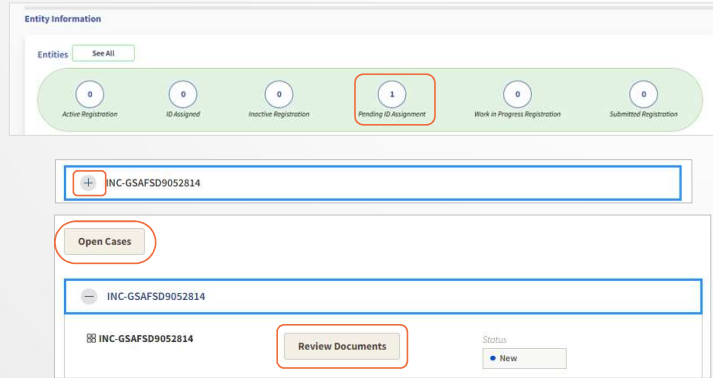 Entity Information
Entities See All
0 0 0 1 0 0
Active Registration ID Assigned Inactive Registration Pending ID Assignment Work in Progress Registration Submitted Registration
INC-GSAFSD9052814
Open Cases
INC-GSAFSD9052814
INC-GSAFSD9052814 Review Documents Status
New